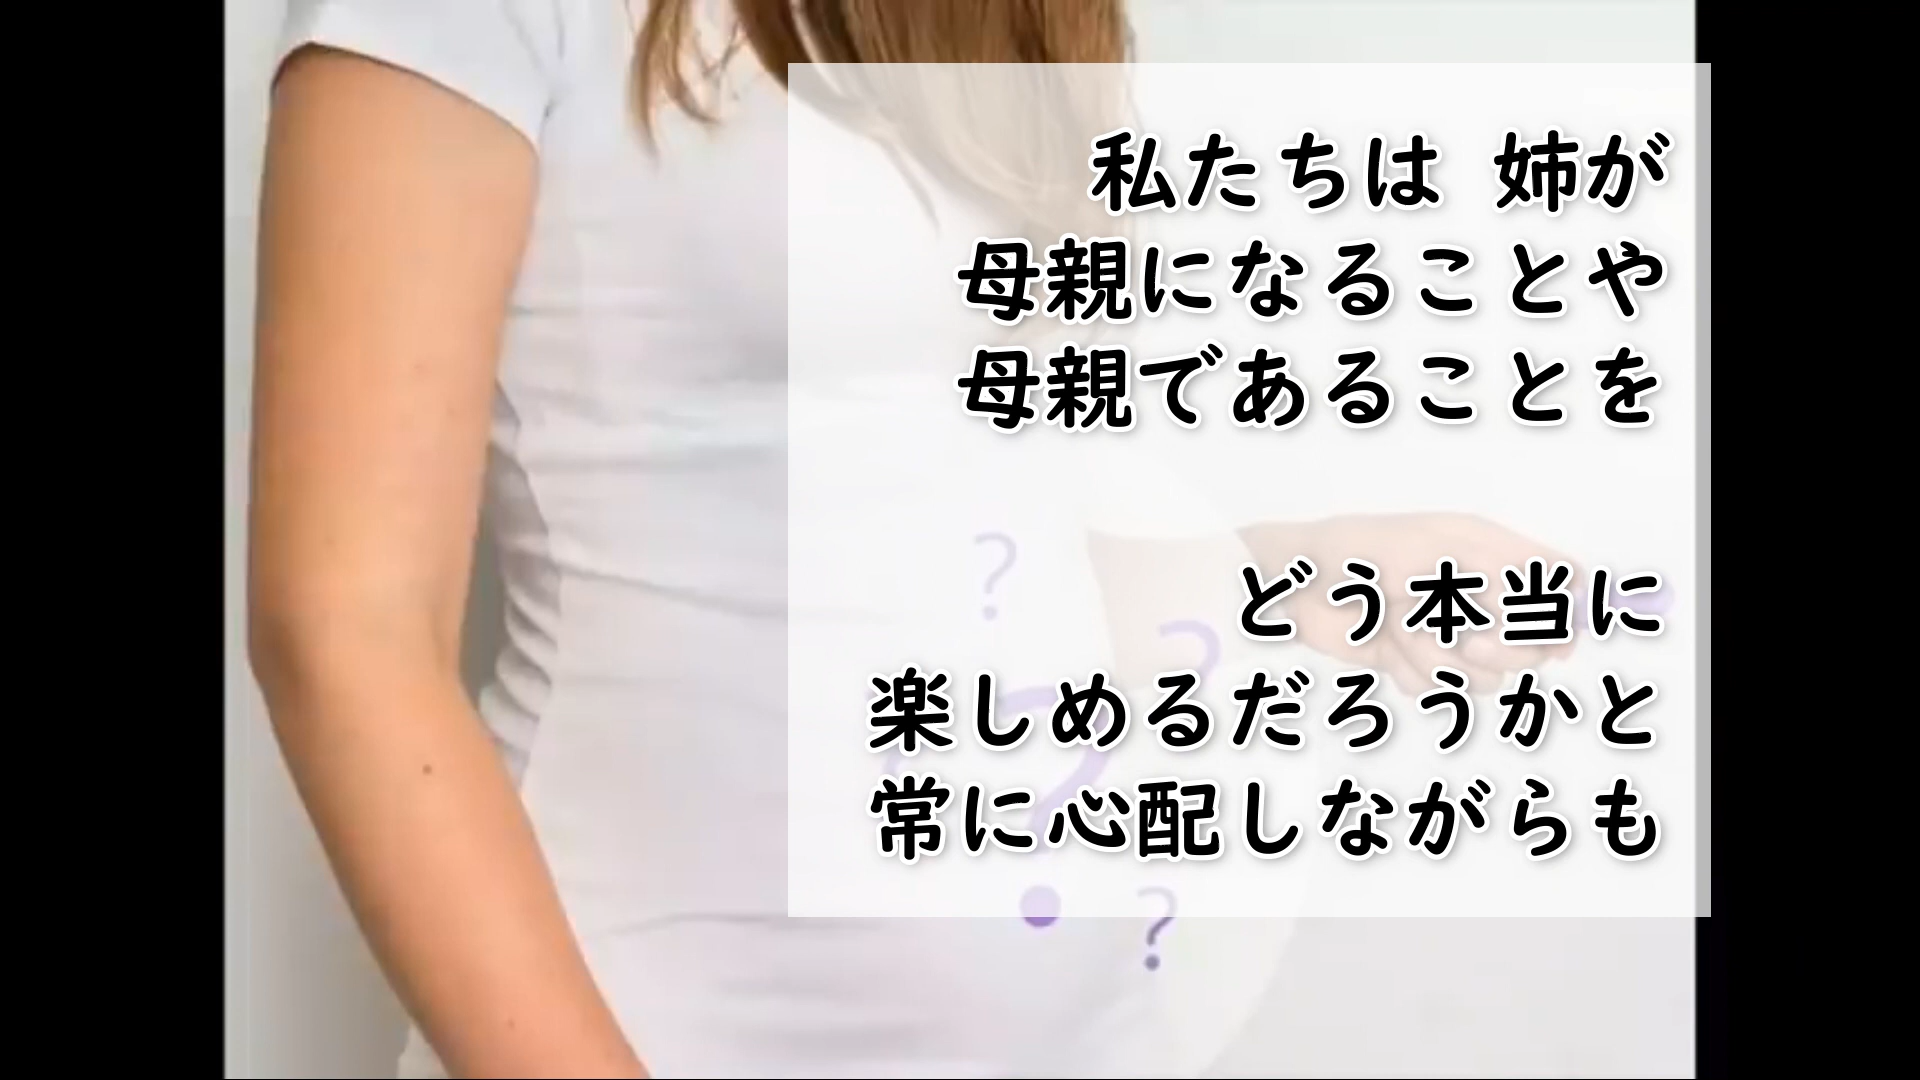 私たちは 姉が
母親になることや
母親であることを
どう本当に
楽しめるだろうかと
常に心配しながらも
?
?
?
?